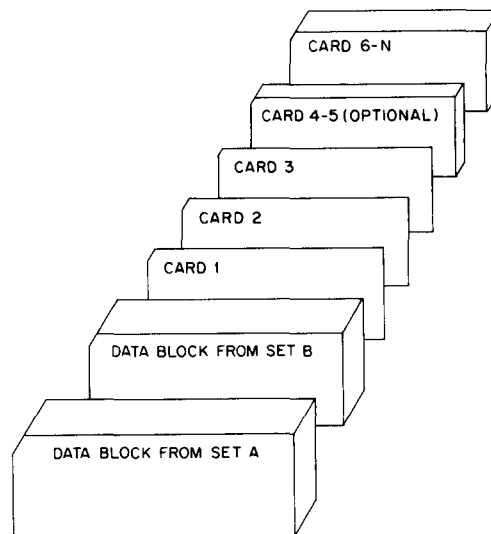 CARD 6-N
CARD 4-5 (OPTIONAL)
CARD 3
CARD 2
CARD 1
DATA BLOCK FROM SET B
DATA BLOCK FROM SET A